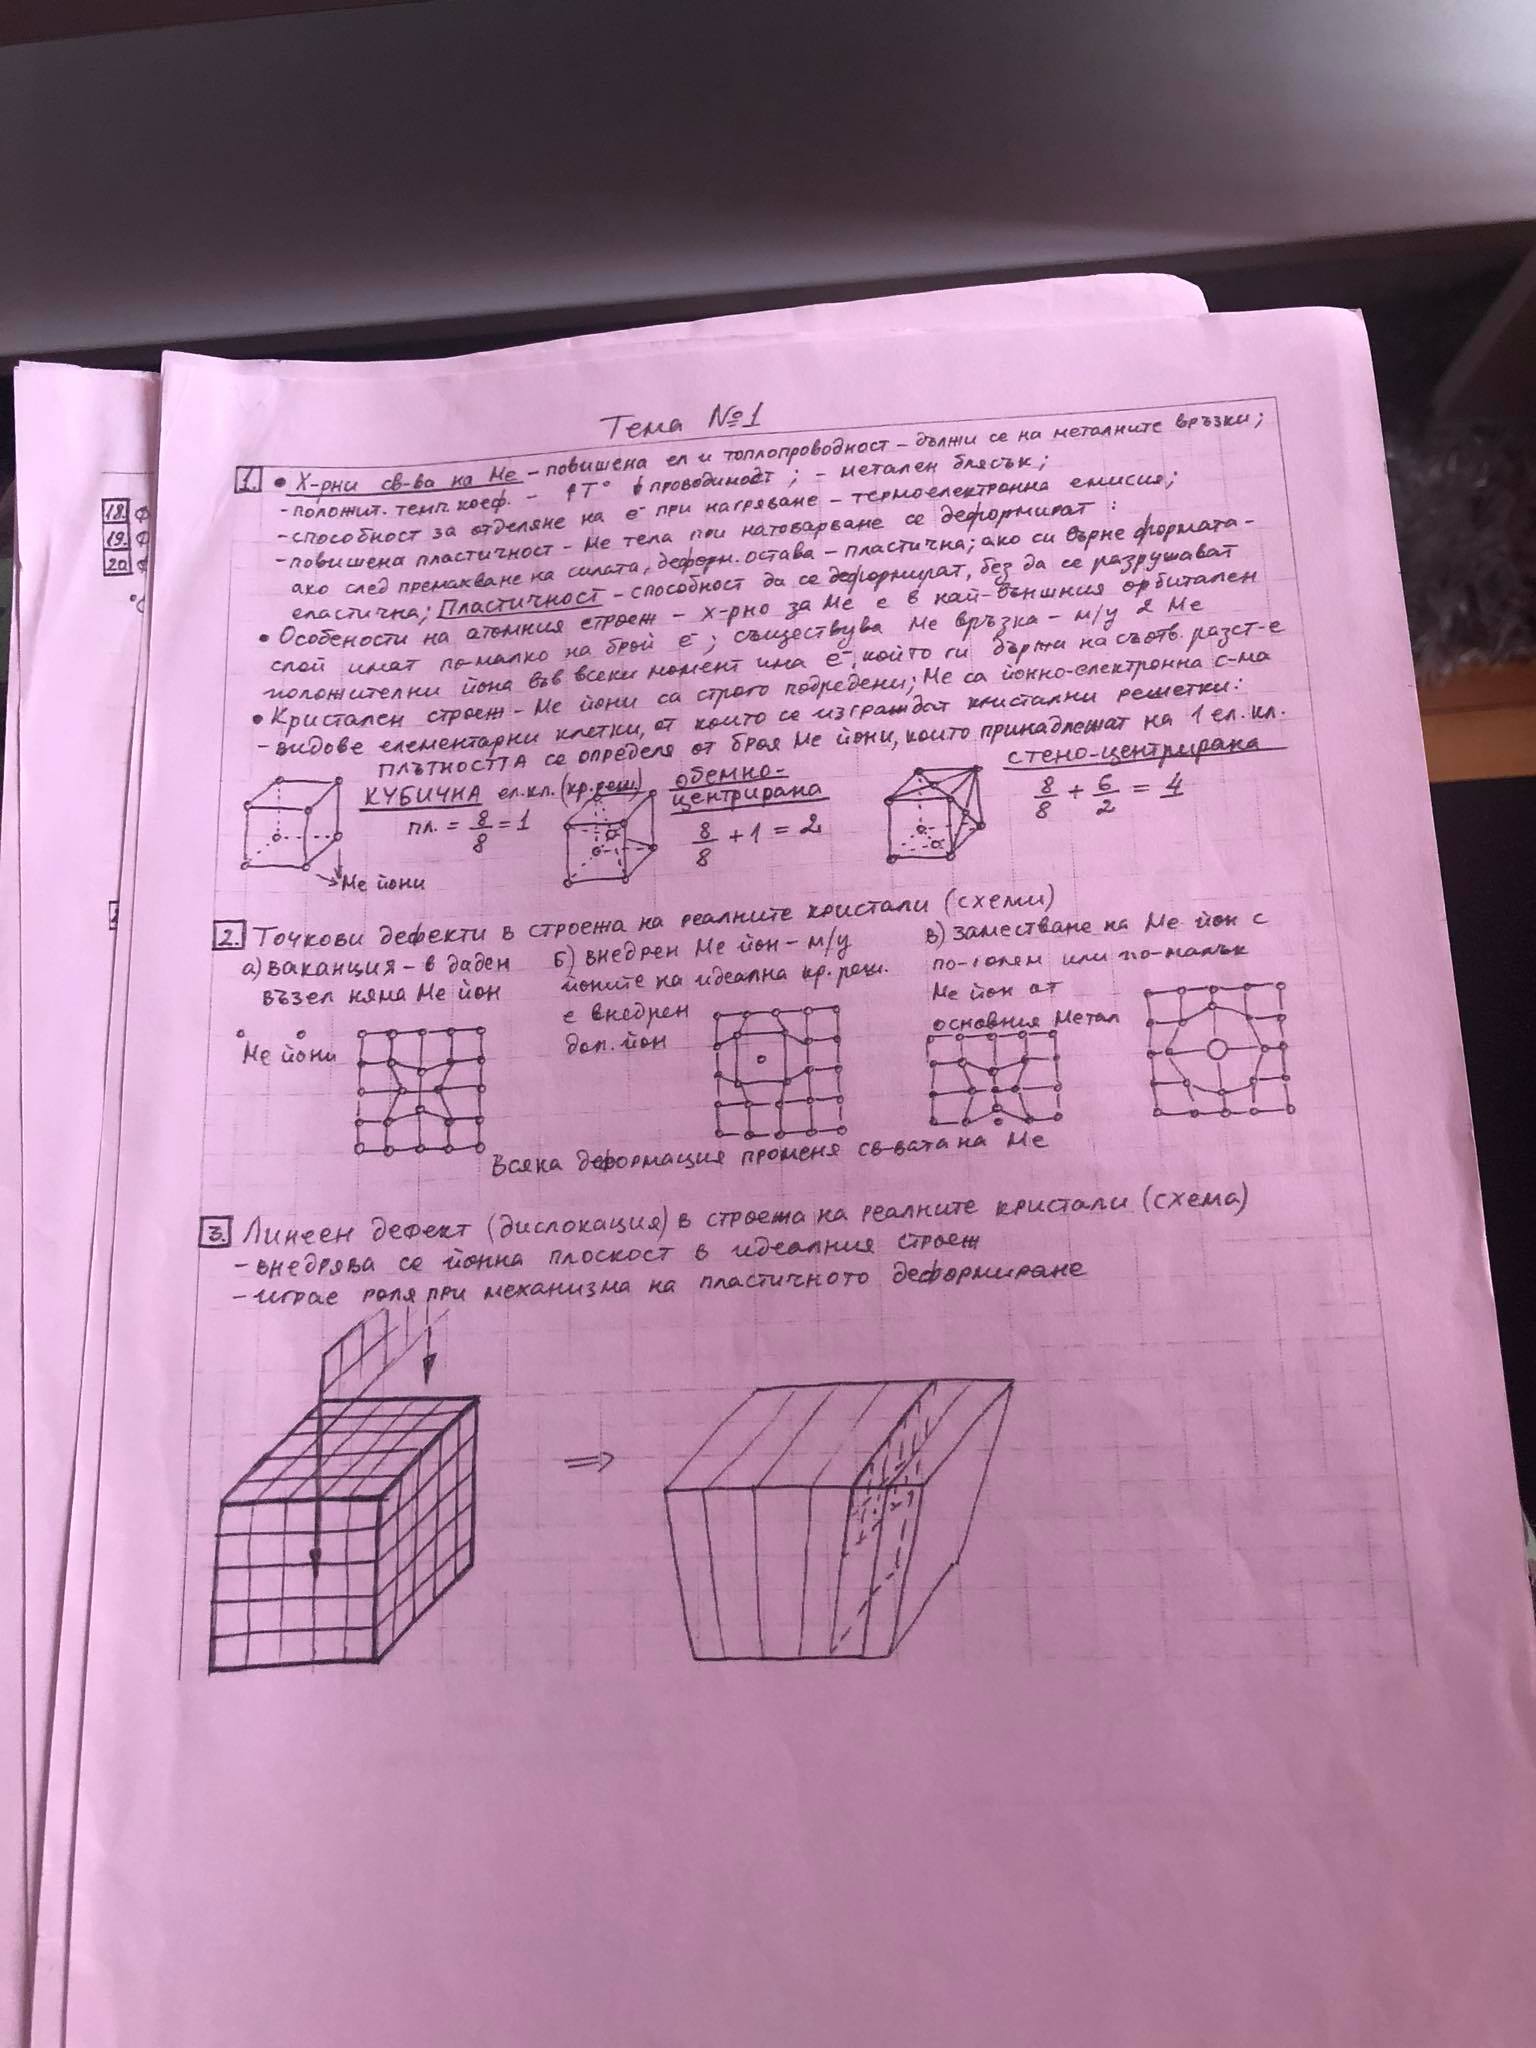 Тема №1
1. • Х-рни св-ва на Ме - повишена ел и топлопроводност - дължи се на металните връзки;
- положит. темп. коеф. - ↑T° ↓проводимост; - метален блясък;
- способност за отделяне на e⁻ при нагряване - термоелектронна емисия;
- повишена пластичност - Ме тела при натоварване се деформират:
ако след премахване на силата, деформ. остава - пластична; ако си върне формата -
еластична; Пластичност - способност да се деформират, без да се разрушават
• Особености на атомния строеж - х-рно за Ме е в най-външния орбитален
слой имат по-малко на брой e⁻; съществува Ме връзка - м/у 2 Ме
положителни йона във всеки момент има e⁻, който ги държи на съотв. разст-е
• Кристален строеж - Ме йони са строго подредени; Ме са йонно-електронна с-ма
- видове елементарни клетки, от които се изграждат кристални решетки:
ПЛЪТНОСТТА се определя от броя Ме йони, които принадлежат на 1 ел. кл.
КУБИЧНА ел.кл. (кр.реш.)
пл. = 8/8 = 1
Ме йони
обемно-
центрирана
8/8 + 1 = 2
стено-центрирана
8/8 + 6/2 = 4
2. Точкови дефекти в строежа на реалните кристали (схеми)
а) ваканция - в даден
възел няма Ме йон
Ме йони
б) внедрен Ме йон - м/у
йоните на идеална кр. реш.
е внедрен
доп. йон
в) заместване на Ме йон с
по-голям или по-малък
Ме йон от
основния Метал
Всяка деформация променя св-вата на Ме
3. Линеен дефект (дислокация) в строежа на реалните кристали (схема)
- внедрява се йонна плоскост в идеалния строеж
- играе роля при механизма на пластичното деформиране
18. Ф
19. Ф
20. Ф